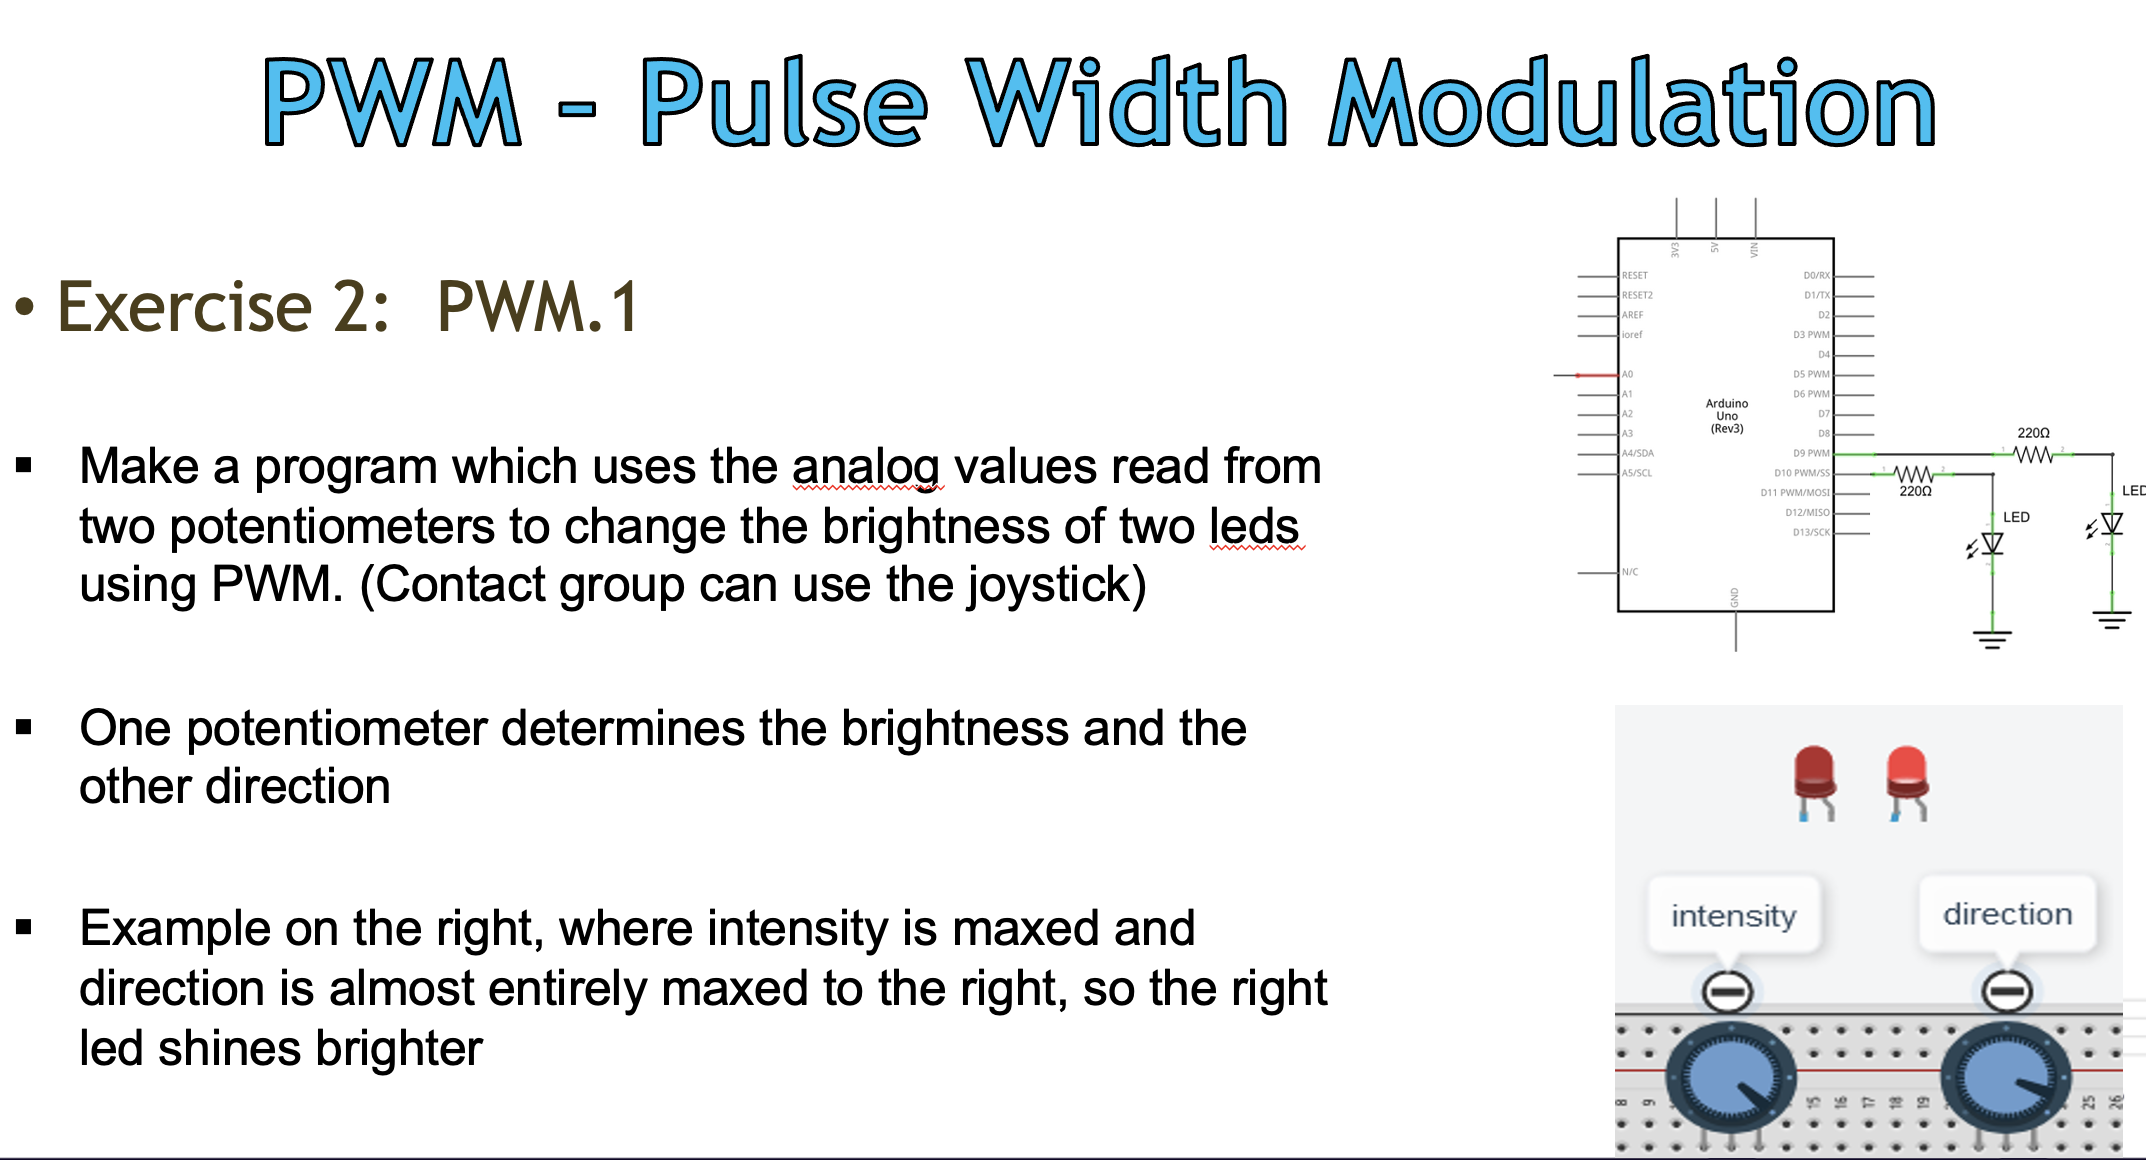 PWM - Pulse Width Modulation
• Exercise 2: PWM.1
▪ Make a program which uses the analog values read from
two potentiometers to change the brightness of two leds
using PWM. (Contact group can use the joystick)
▪ One potentiometer determines the brightness and the
other direction
▪ Example on the right, where intensity is maxed and
direction is almost entirely maxed to the right, so the right
led shines brighter
3V3 5V VIN
RESET D0/RX
RESET2 D1/TX
AREF D2
ioref D3 PWM
D4
A0 D5 PWM
A1 D6 PWM
A2 D7
A3 D8
A4/SDA D9 PWM
A5/SCL D10 PWM/SS
D11 PWM/MOSI
D12/MISO
D13/SCK
N/C
GND
Arduino
Uno
(Rev3)
1 220Ω 2
1 220Ω 2
LED
LED
intensity direction
8 9 15 16 17 18 19 25 26